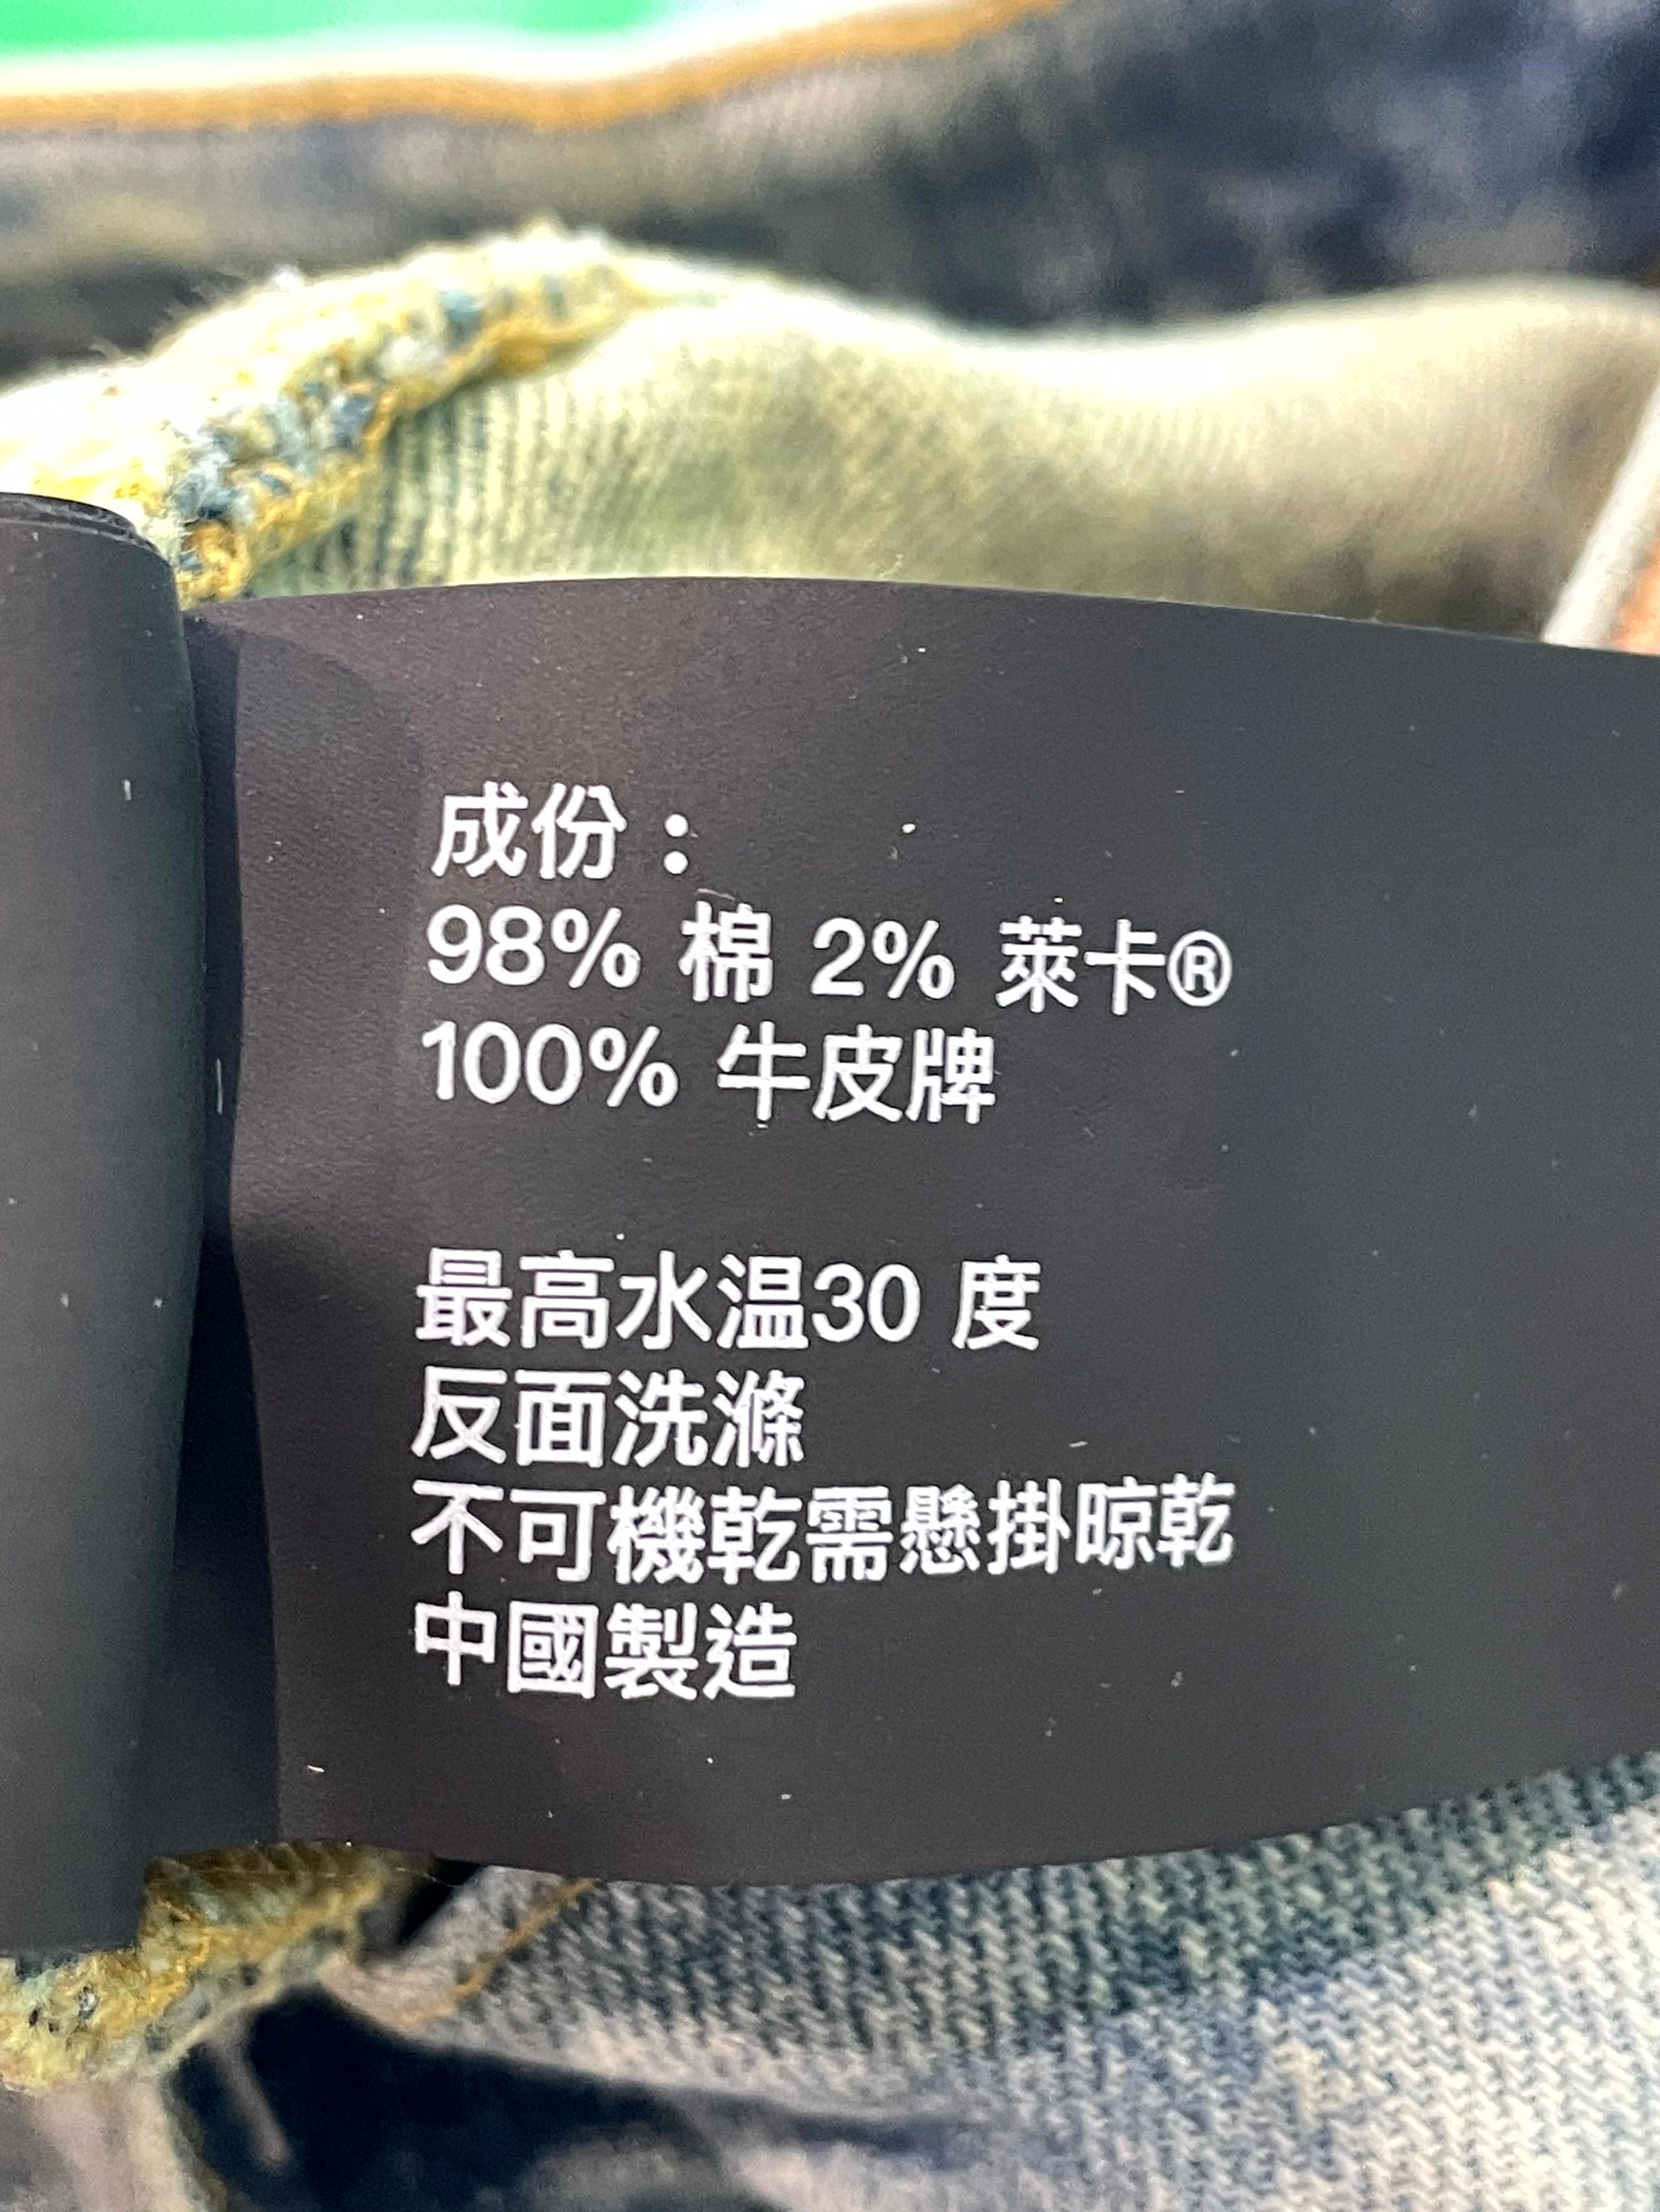 成份：
98% 棉 2% 萊卡®
100% 牛皮牌
最高水温30 度
反面洗滌
不可機乾需懸掛晾乾
中國製造